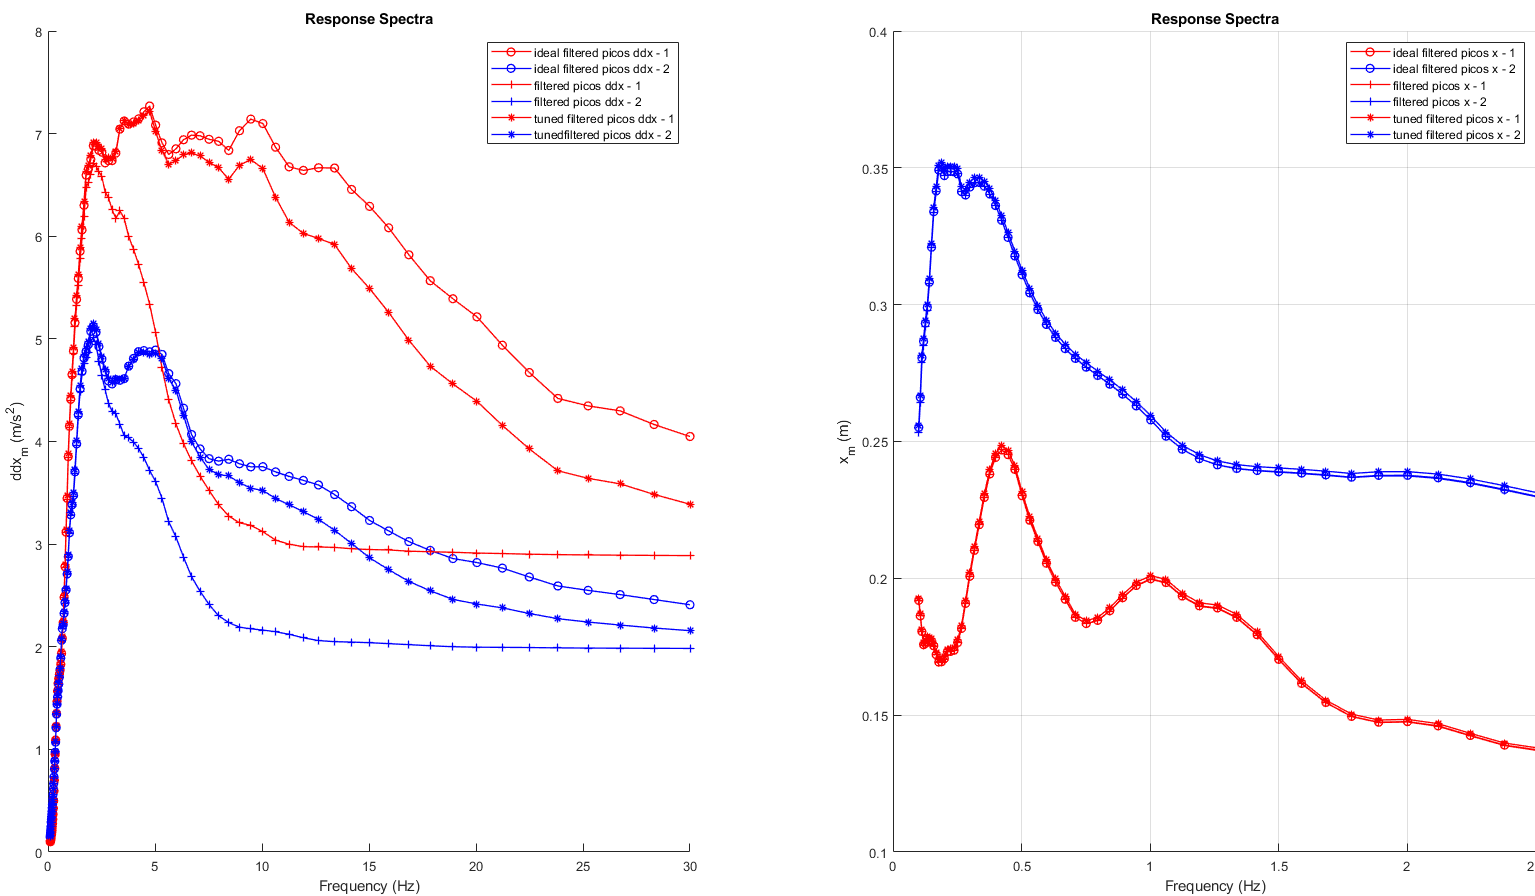 Response Spectra
8
7
6
5
4
3
2
1
0
ddx_m (m/s^2)
0
5
10
15
20
25
30
Frequency (Hz)
ideal filtered picos ddx - 1
ideal filtered picos ddx - 2
filtered picos ddx - 1
filtered picos ddx - 2
tuned filtered picos ddx - 1
tunedfiltered picos ddx - 2
Response Spectra
0.4
0.35
0.3
0.25
0.2
0.15
0.1
x_m (m)
0
0.5
1
1.5
2
Frequency (Hz)
ideal filtered picos x - 1
ideal filtered picos x - 2
filtered picos x - 1
filtered picos x - 2
tuned filtered picos x - 1
tuned filtered picos x - 2